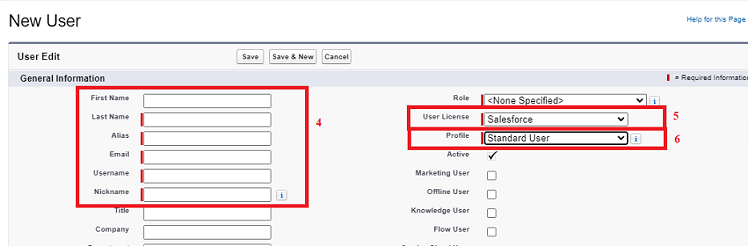 New User
Help for this Page
User Edit Save Save & New Cancel
General Information = Required Information
First Name Role <None Specified> i
Last Name 4 User License Salesforce 5
Alias Profile Standard User i 6
Email Active
Username Marketing User
Nickname i Offline User
Title Knowledge User
Company Flow User